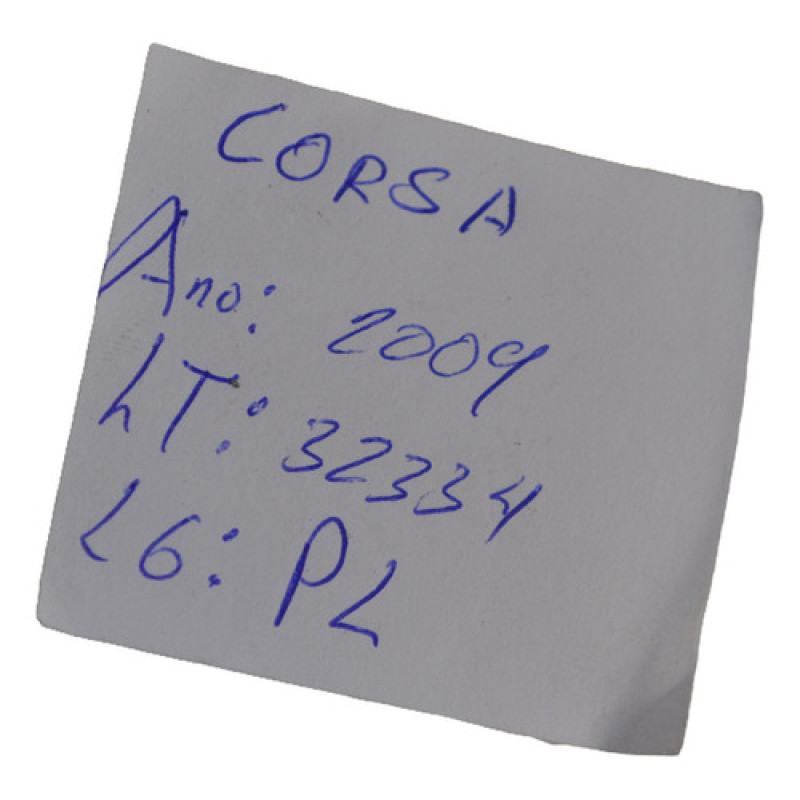 CORSA
Ano: 2009
LT: 32334
LG: PL